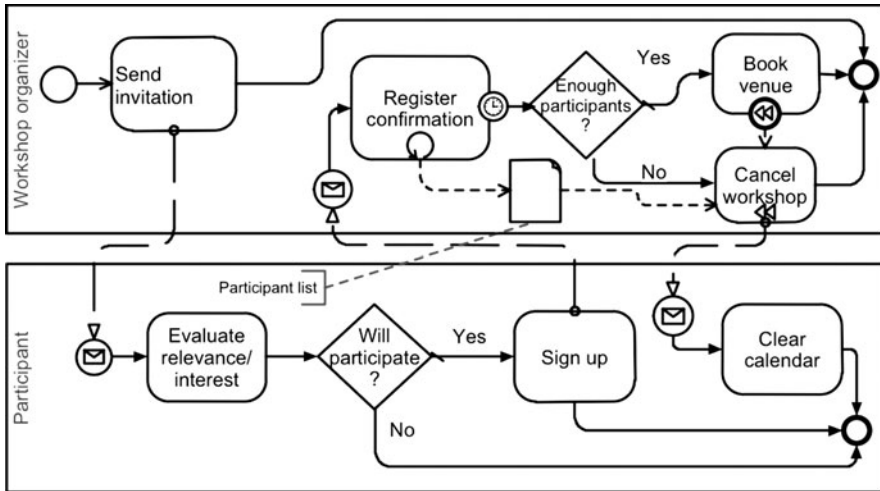 Workshop organizer
Send
invitation
Register
confirmation
Enough
participants
?
Yes
No
Book
venue
Cancel
workshop
Participant list
Participant
Evaluate
relevance/
interest
Will
participate
?
Yes
No
Sign up
Clear
calendar